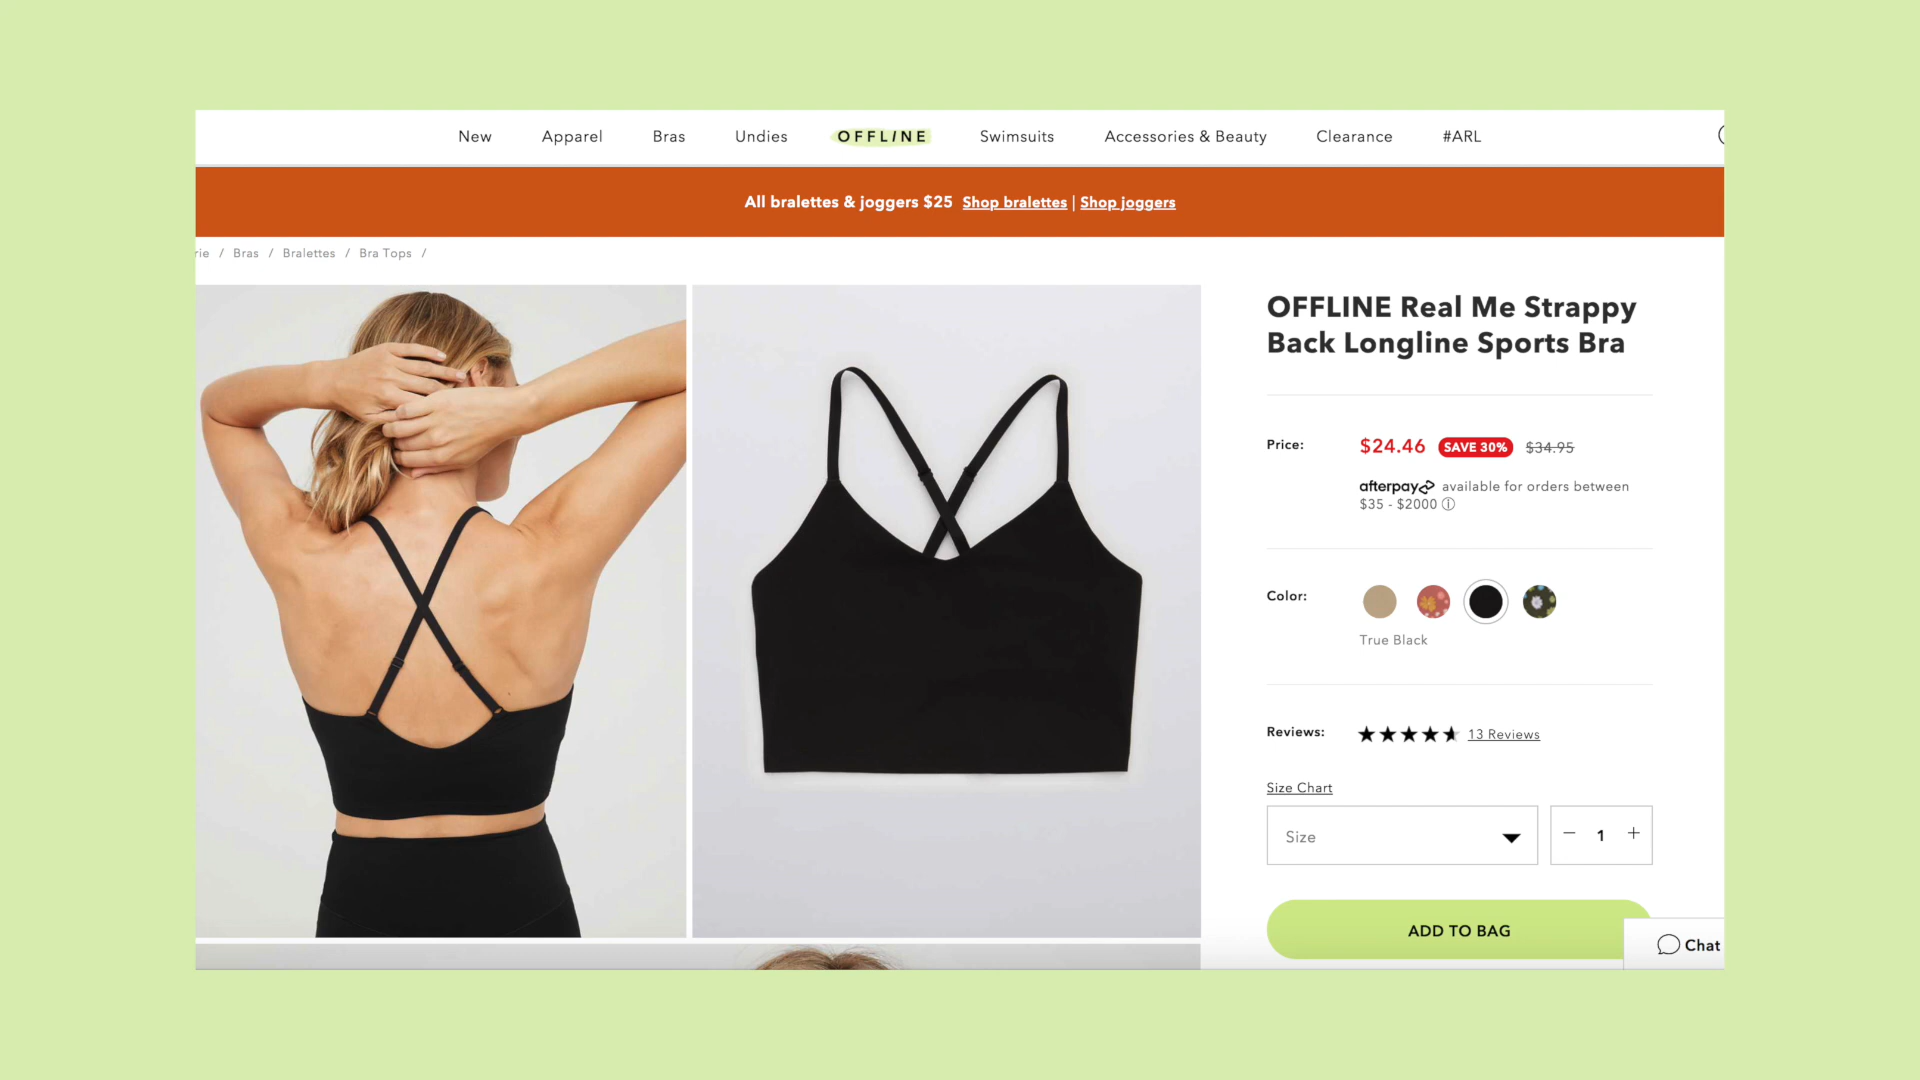 New Apparel Bras Undies OFFL/NE Swimsuits Accessories & Beauty Clearance #ARL
All bralettes & joggers $25 Shop bralettes | Shop joggers
rie / Bras / Bralettes / Bra Tops /
OFFLINE Real Me Strappy
Back Longline Sports Bra
Price: $24.46 SAVE 30% $34.95
afterpay available for orders between
$35 - $2000
Color:
True Black
Reviews: 13 Reviews
Size Chart
Size 1
ADD TO BAG
Chat